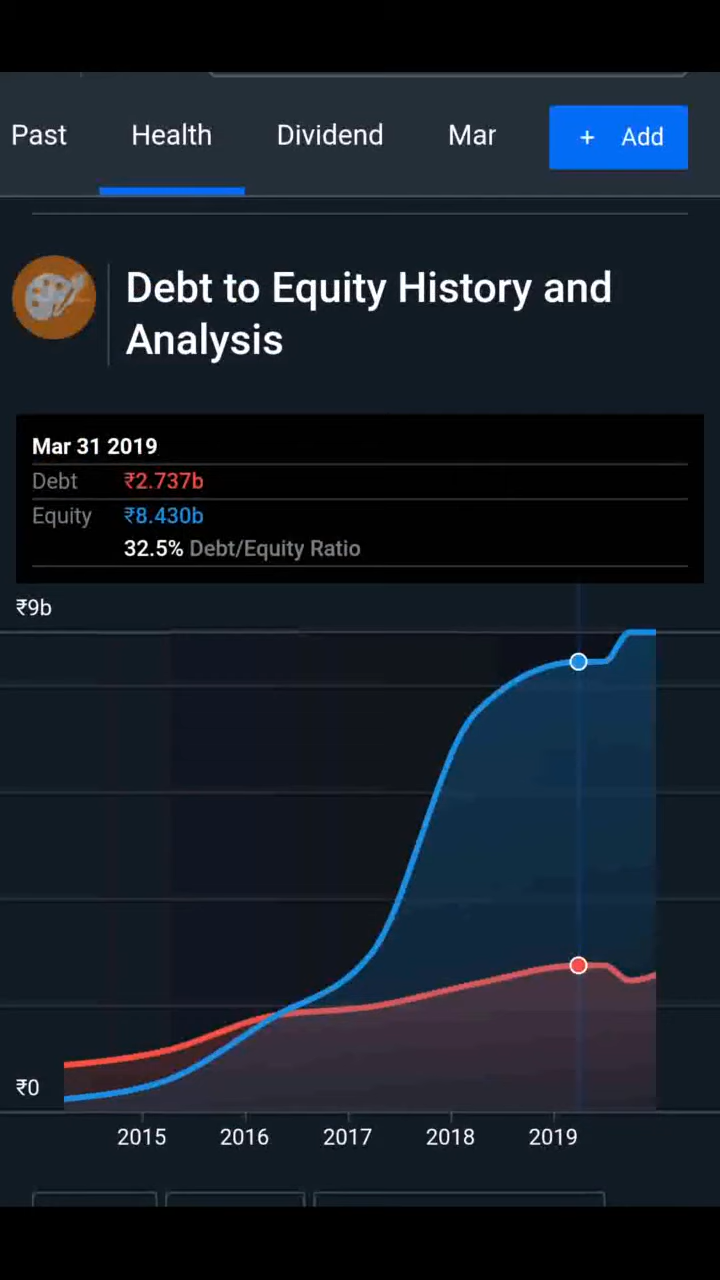 Past Health Dividend Mar + Add
Debt to Equity History and
Analysis
Mar 31 2019
Debt ₹2.737b
Equity ₹8.430b
32.5% Debt/Equity Ratio
₹9b
₹0
2015 2016 2017 2018 2019